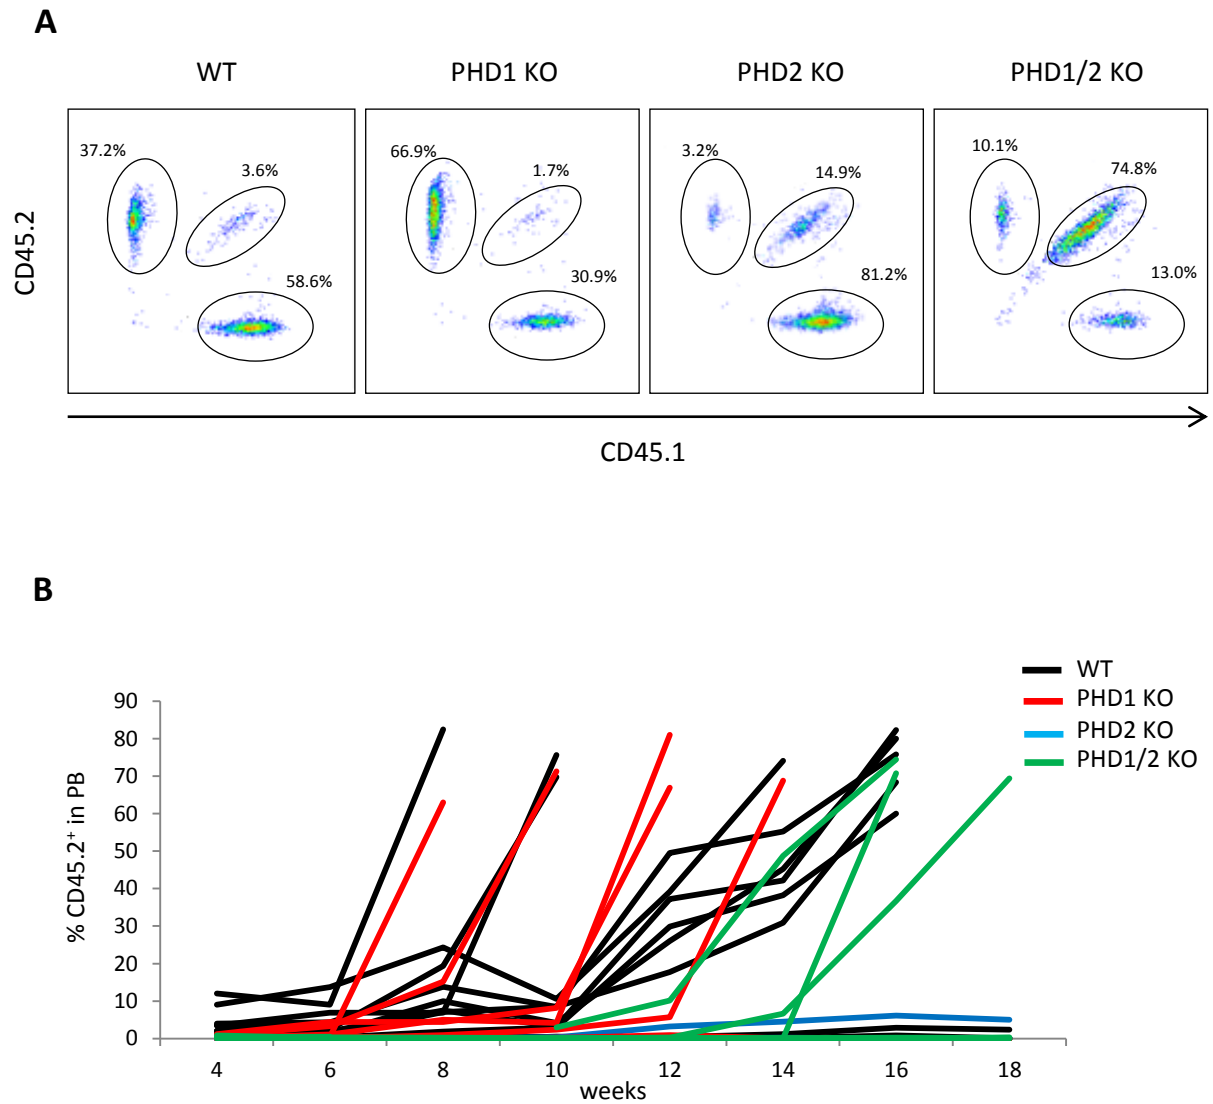 A
WT PHD1 KO PHD2 KO PHD1/2 KO
37.2% 3.6% 58.6%
66.9% 1.7% 30.9%
3.2% 14.9% 81.2%
10.1% 74.8% 13.0%
CD45.2
CD45.1
B
WT
PHD1 KO
PHD2 KO
PHD1/2 KO
% CD45.2⁺ in PB
90
80
70
60
50
40
30
20
10
0
4 6 8 10 12 14 16 18
weeks